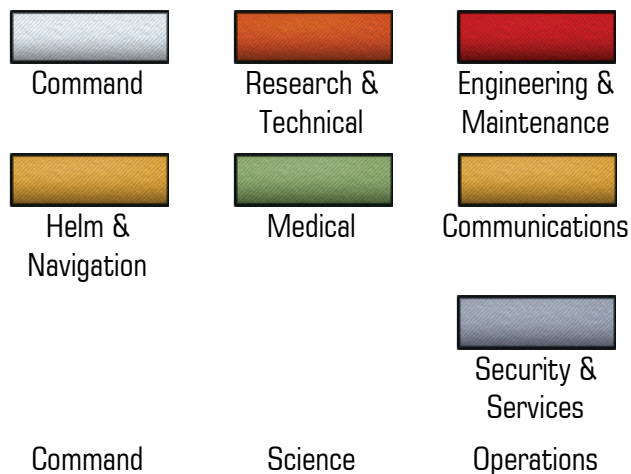 Command
Research &
Technical
Engineering &
Maintenance
Helm &
Navigation
Medical
Communications
Security &
Services
Command
Science
Operations